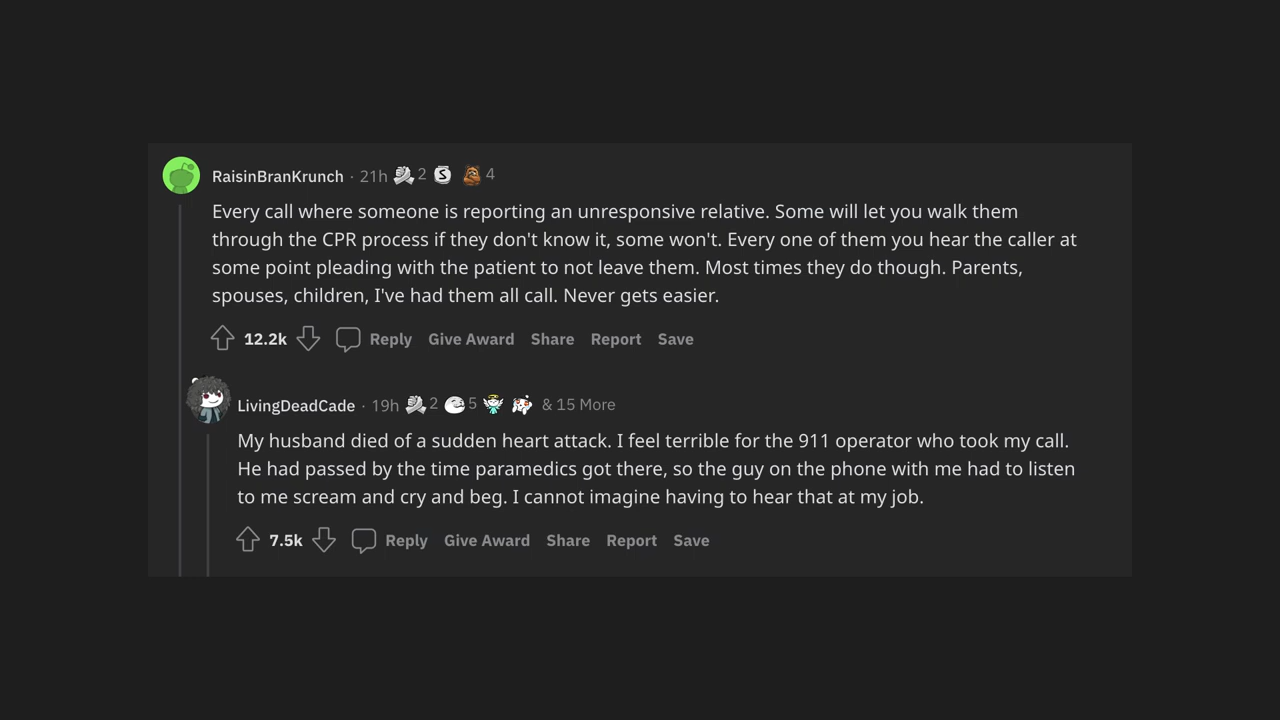 RaisinBranKrunch · 21h 2 S 4
Every call where someone is reporting an unresponsive relative. Some will let you walk them
through the CPR process if they don't know it, some won't. Every one of them you hear the caller at
some point pleading with the patient to not leave them. Most times they do though. Parents,
spouses, children, I've had them all call. Never gets easier.
12.2k Reply Give Award Share Report Save
LivingDeadCade · 19h 2 5 & 15 More
My husband died of a sudden heart attack. I feel terrible for the 911 operator who took my call.
He had passed by the time paramedics got there, so the guy on the phone with me had to listen
to me scream and cry and beg. I cannot imagine having to hear that at my job.
7.5k Reply Give Award Share Report Save